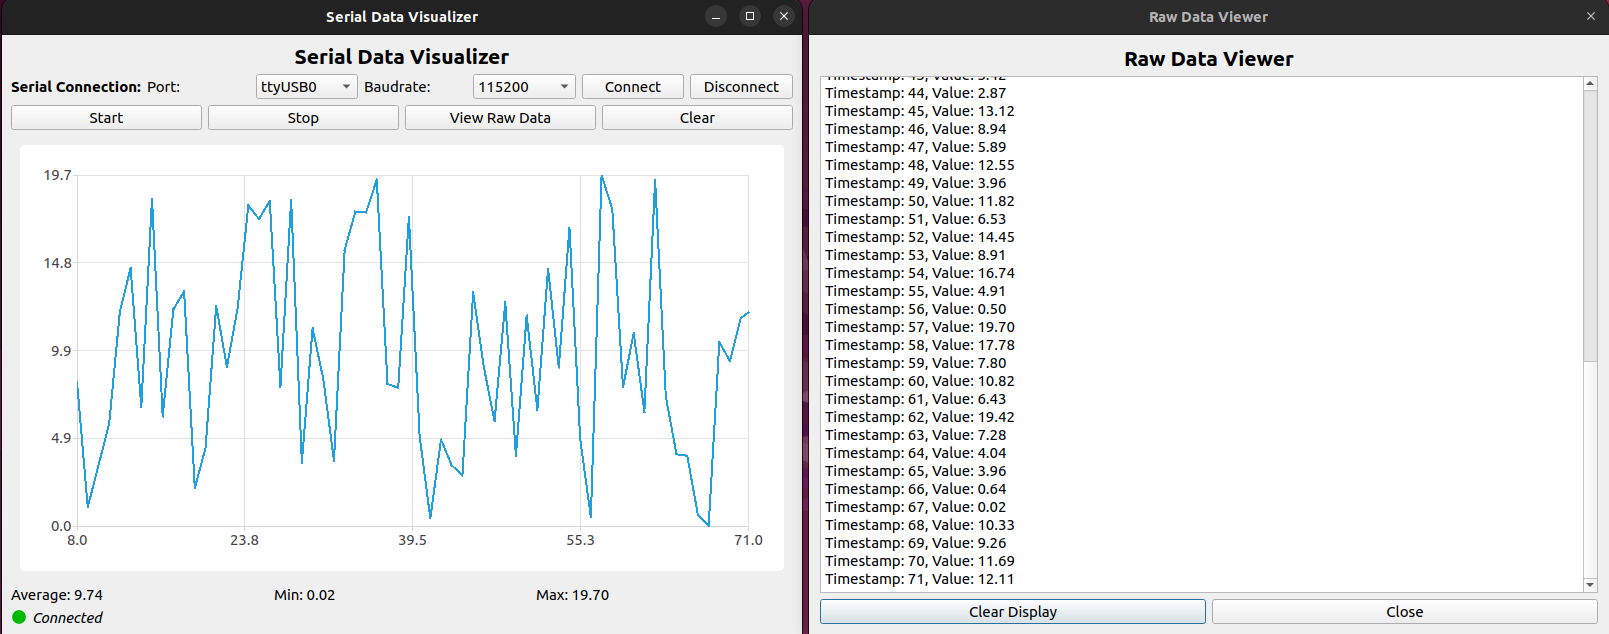 Serial Data Visualizer
Serial Data Visualizer
Serial Connection: Port: ttyUSB0 Baudrate: 115200 Connect Disconnect
Start Stop View Raw Data Clear
19.7
14.8
9.9
4.9
0.0
8.0 23.8 39.5 55.3 71.0
Average: 9.74 Min: 0.02 Max: 19.70
Connected
Raw Data Viewer
Raw Data Viewer
Timestamp: 43, Value: 3.42
Timestamp: 44, Value: 2.87
Timestamp: 45, Value: 13.12
Timestamp: 46, Value: 8.94
Timestamp: 47, Value: 5.89
Timestamp: 48, Value: 12.55
Timestamp: 49, Value: 3.96
Timestamp: 50, Value: 11.82
Timestamp: 51, Value: 6.53
Timestamp: 52, Value: 14.45
Timestamp: 53, Value: 8.91
Timestamp: 54, Value: 16.74
Timestamp: 55, Value: 4.91
Timestamp: 56, Value: 0.50
Timestamp: 57, Value: 19.70
Timestamp: 58, Value: 17.78
Timestamp: 59, Value: 7.80
Timestamp: 60, Value: 10.82
Timestamp: 61, Value: 6.43
Timestamp: 62, Value: 19.42
Timestamp: 63, Value: 7.28
Timestamp: 64, Value: 4.04
Timestamp: 65, Value: 3.96
Timestamp: 66, Value: 0.64
Timestamp: 67, Value: 0.02
Timestamp: 68, Value: 10.33
Timestamp: 69, Value: 9.26
Timestamp: 70, Value: 11.69
Timestamp: 71, Value: 12.11
Clear Display Close